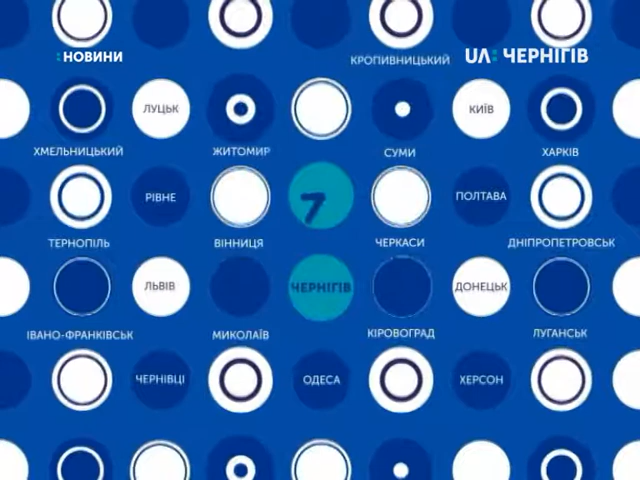 :НОВИНИ
КРОПИВНИЦЬКИЙ
UA: ЧЕРНІГІВ
ЛУЦЬК
КИЇВ
ХМЕЛЬНИЦЬКИЙ
ЖИТОМИР
СУМИ
ХАРКІВ
РІВНЕ
7
ПОЛТАВА
ТЕРНОПІЛЬ
ВІННИЦЯ
ЧЕРКАСИ
ДНІПРОПЕТРОВСЬК
ЛЬВІВ
ЧЕРНІГІВ
ДОНЕЦЬК
ІВАНО-ФРАНКІВСЬК
МИКОЛАЇВ
КІРОВОГРАД
ЛУГАНСЬК
ЧЕРНІВЦІ
ОДЕСА
ХЕРСОН